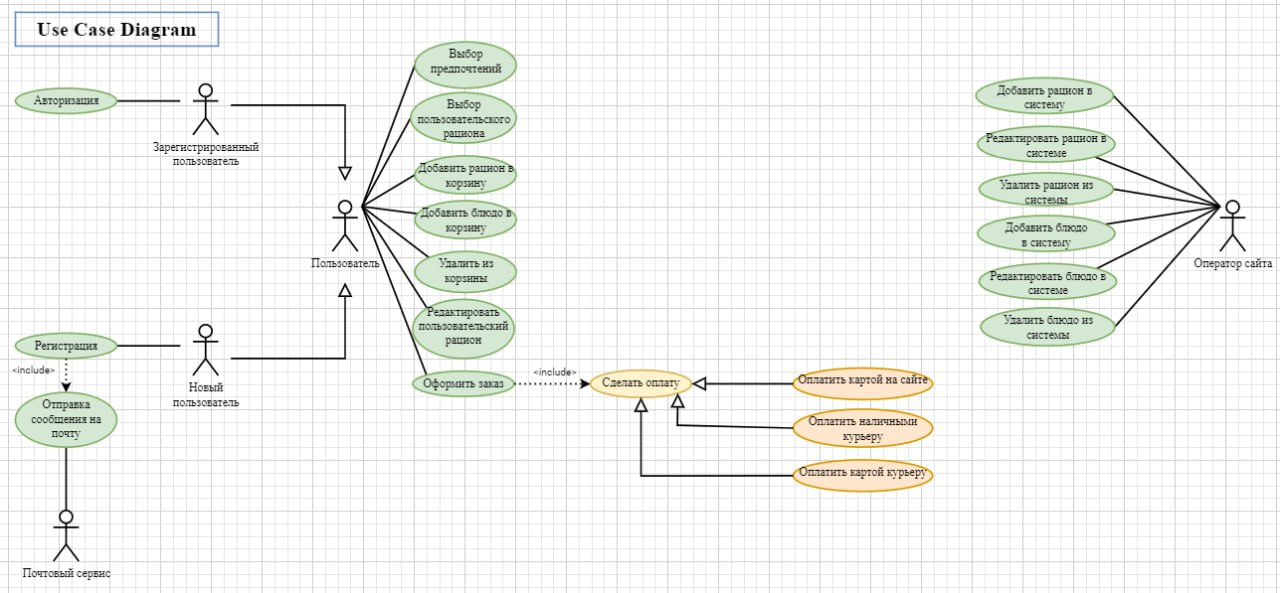 Use Case Diagram
Авторизация
Зарегистрированный
пользователь
Выбор
предпочтений
Выбор
пользовательского
рациона
Добавить рацион в
корзину
Добавить блюдо в
корзину
Удалить из
корзины
Редактировать
пользовательский
рацион
Оформить заказ
Пользователь
Регистрация
<include>
Отправка
сообщения на
почту
Новый
пользователь
Почтовый сервис
<include>
Сделать оплату
Оплатить картой на сайте
Оплатить наличными
курьеру
Оплатить картой курьеру
Добавить рацион в
систему
Редактировать рацион в
системе
Удалить рацион из
системы
Добавить блюдо
в систему
Редактировать блюдо в
системе
Удалить блюдо из
системы
Оператор сайта